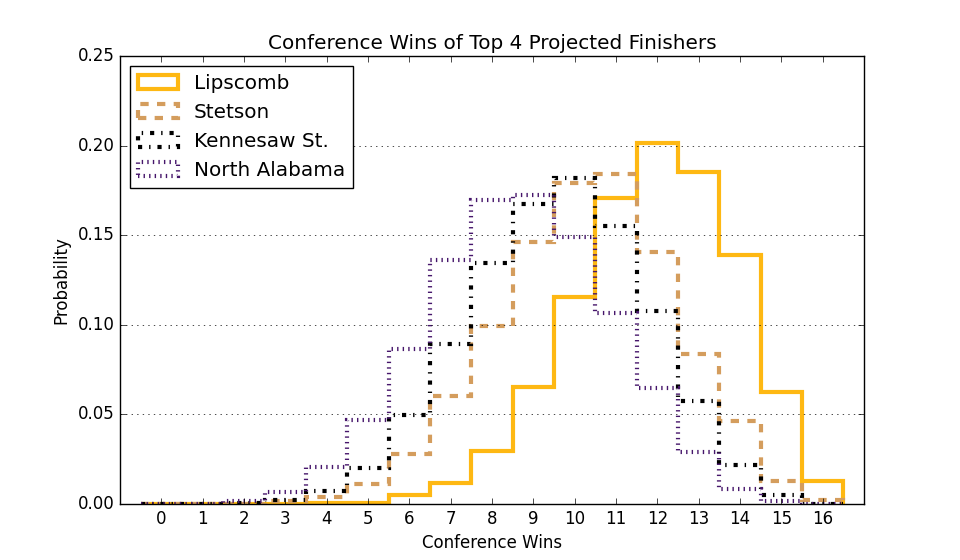 Conference Wins of Top 4 Projected Finishers
0.25
0.20
0.15
0.10
0.05
0.00
Probability
Lipscomb
Stetson
Kennesaw St.
North Alabama
0 1 2 3 4 5 6 7 8 9 10 11 12 13 14 15 16
Conference Wins